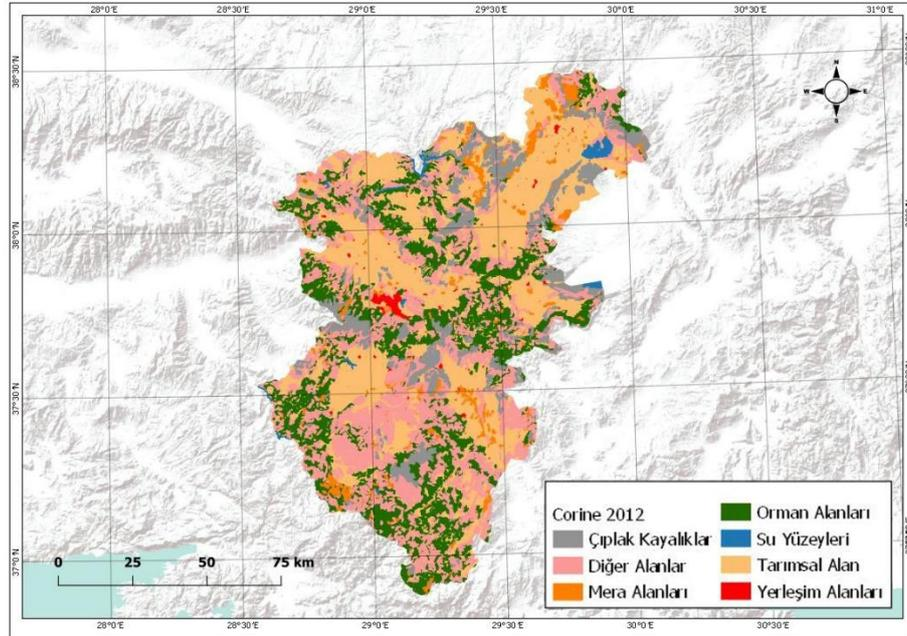 28°0'E 28°30'E 29°0'E 29°30'E 30°0'E 30°30'E 31°0'E
38°30'N
38°0'N
37°30'N
37°0'N
N
W E
S
Corine 2012
Çıplak Kayalıklar
Diğer Alanlar
Mera Alanları
Orman Alanları
Su Yüzeyleri
Tarımsal Alan
Yerleşim Alanları
0 25 50 75 km
28°0'E 28°30'E 29°0'E 29°30'E 30°0'E 30°30'E